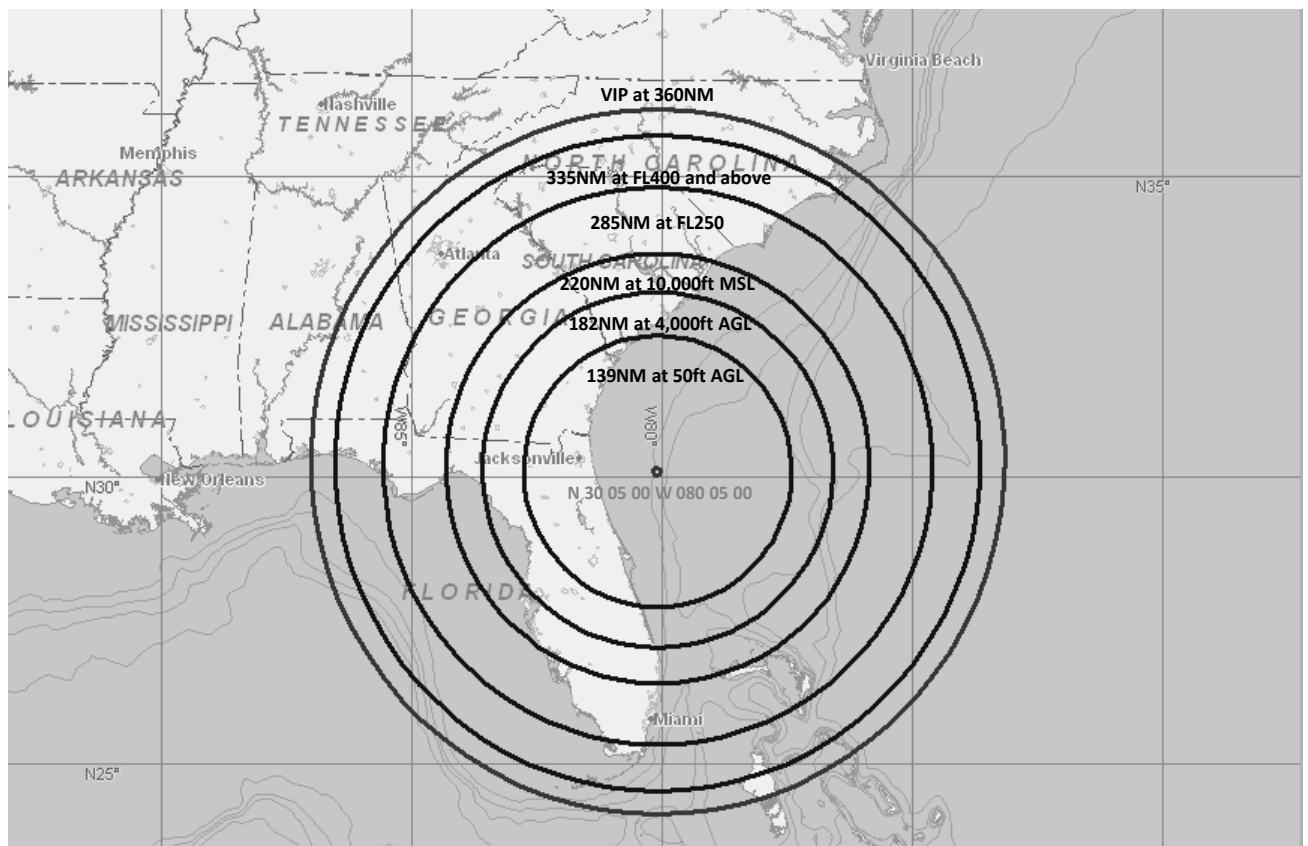 Virginia Beach
VIP at 360NM
Nashville
TENNESSEE
Memphis
NORTH CAROLINA
ARKANSAS
335NM at FL400 and above
N35°
285NM at FL250
Atlanta
SOUTH CAROLINA
220NM at 10,000ft MSL
MISSISSIPPI
ALABAMA
GEORGIA
182NM at 4,000ft AGL
139NM at 50ft AGL
LOUISIANA
W85°
W80°
Jacksonville
New Orleans
N30°
N 30 05 00 W 080 05 00
FLORIDA
Miami
N25°